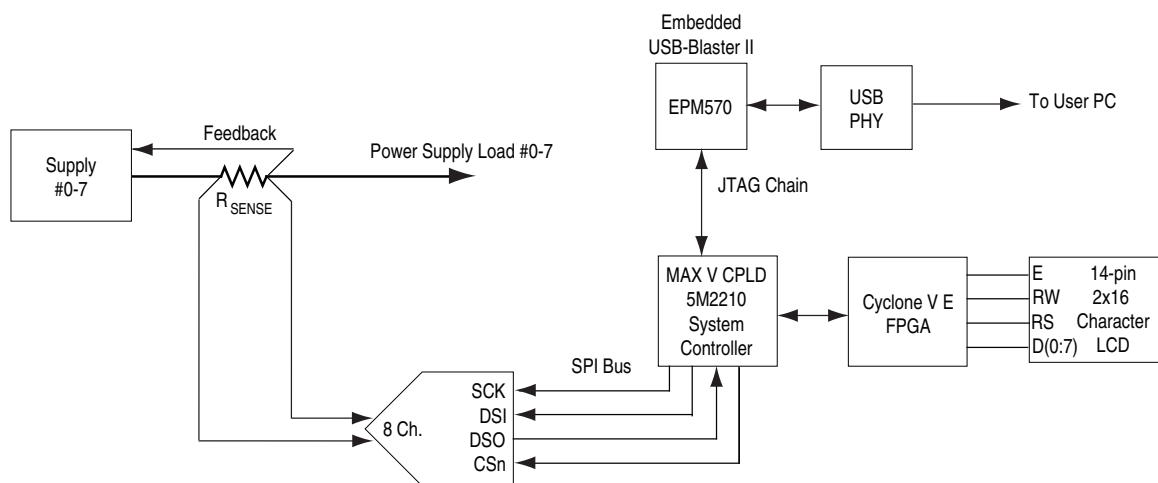 Embedded
USB-Blaster II
EPM570
USB
PHY
To User PC
Feedback
Supply
#0-7
Power Supply Load #0-7
R SENSE
JTAG Chain
MAX V CPLD
5M2210
System
Controller
Cyclone V E
FPGA
E
RW
RS
D(0:7)
14-pin
2x16
Character
LCD
SPI Bus
8 Ch.
SCK
DSI
DSO
CSn